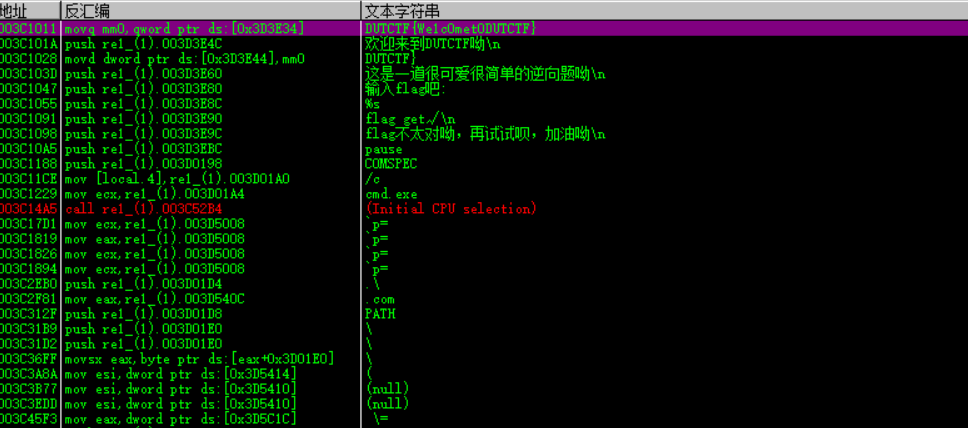 地址 反汇编 文本字符串
003C1011 movq mm0,qword ptr ds:[0x3D3E34] DUTCTF{We1c0met0DUTCTF}
003C101A push re1_(1).003D3E4C 欢迎来到DUTCTF呦\n
003C1028 movd dword ptr ds:[0x3D3E44],mm0 DUTCTF}
003C103D push re1_(1).003D3E60 这是一道很可爱很简单的逆向题呦\n
003C1047 push re1_(1).003D3E80 输入flag吧:
003C1055 push re1_(1).003D3E8C %s
003C1091 push re1_(1).003D3E90 flag get√/\n
003C1098 push re1_(1).003D3E9C flag不太对呦，再试试呗，加油呦\n
003C10A5 push re1_(1).003D3EBC pause
003C1188 push re1_(1).003D0198 COMSPEC
003C11CE mov [local.4],re1_(1).003D01A0 /c
003C1229 mov ecx,re1_(1).003D01A4 cmd.exe
003C14A5 call re1_(1).003C52B4 (Initial CPU selection)
003C17D1 mov ecx,re1_(1).003D5008 `p=
003C1819 mov eax,re1_(1).003D5008 `p=
003C1826 mov ecx,re1_(1).003D5008 `p=
003C1894 mov ecx,re1_(1).003D5008 `p=
003C2EB0 push re1_(1).003D01D4 .\
003C2F81 mov eax,re1_(1).003D540C .com
003C312F push re1_(1).003D01D8 PATH
003C31B9 push re1_(1).003D01E0 \
003C31D2 push re1_(1).003D01E0 \
003C36FF movsx eax,byte ptr ds:[eax+0x3D01E0] \
003C3A8A mov esi,dword ptr ds:[0x3D5414] (
003C3B77 mov esi,dword ptr ds:[0x3D5410] (null)
003C3EDD mov esi,dword ptr ds:[0x3D5410] (null)
003C45F3 mov eax,dword ptr ds:[0x3D5C1C] \=